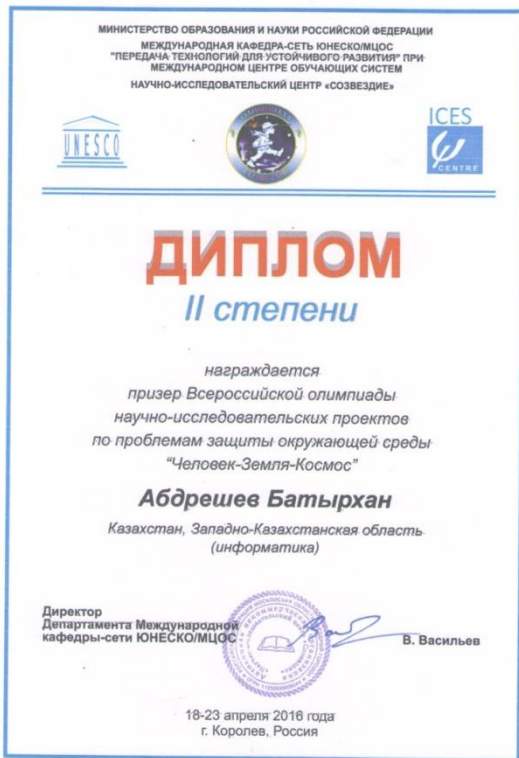 МИНИСТЕРСТВО ОБРАЗОВАНИЯ И НАУКИ РОССИЙСКОЙ ФЕДЕРАЦИИ
МЕЖДУНАРОДНАЯ КАФЕДРА-СЕТЬ ЮНЕСКО/МЦОС
"ПЕРЕДАЧА ТЕХНОЛОГИЙ ДЛЯ УСТОЙЧИВОГО РАЗВИТИЯ" ПРИ
МЕЖДУНАРОДНОМ ЦЕНТРЕ ОБУЧАЮЩИХ СИСТЕМ
НАУЧНО-ИССЛЕДОВАТЕЛЬСКИЙ ЦЕНТР «СОЗВЕЗДИЕ»
UNESCO
ICES
CENTRE
ДИПЛОМ
II степени
награждается
призер Всероссийской олимпиады
научно-исследовательских проектов
по проблемам защиты окружающей среды
"Человек-Земля-Космос"
Абдрешев Батырхан
Казахстан, Западно-Казахстанская область
(информатика)
Директор
Департамента Международной
кафедры-сети ЮНЕСКО/МЦОС
В. Васильев
18-23 апреля 2016 года
г. Королев, Россия